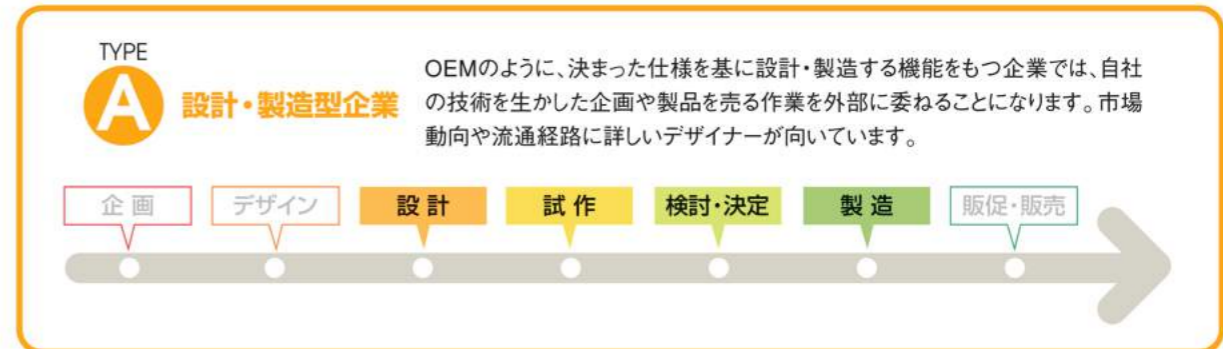 TYPE
A
設計・製造型企業
OEMのように、決まった仕様を基に設計・製造する機能をもつ企業では、自社
の技術を生かした企画や製品を売る作業を外部に委ねることになります。市場
動向や流通経路に詳しいデザイナーが向いています。
企画
デザイン
設計
試作
検討・決定
製造
販促・販売